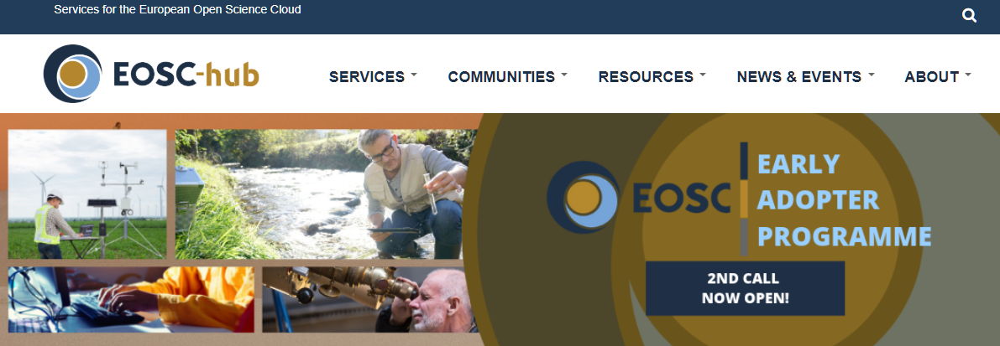 Services for the European Open Science Cloud
EOSC-hub
SERVICES
COMMUNITIES
RESOURCES
NEWS & EVENTS
ABOUT
EOSC
EARLY
ADOPTER
PROGRAMME
2ND CALL
NOW OPEN!